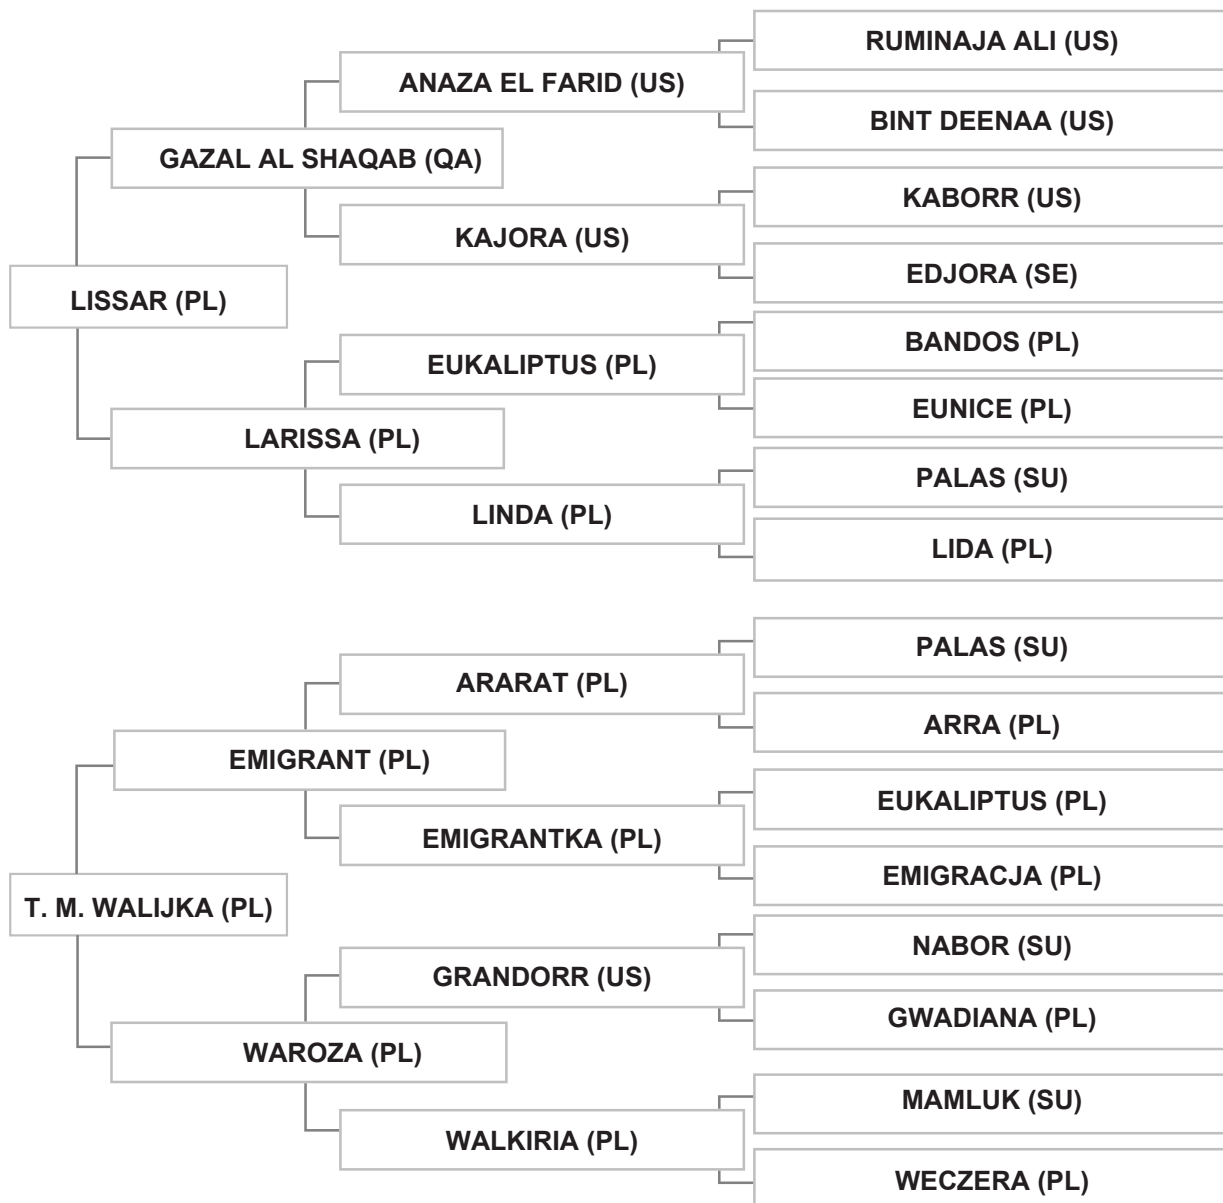 RUMINAJA ALI (US)
ANAZA EL FARID (US)
BINT DEENAA (US)
GAZAL AL SHAQAB (QA)
KABORR (US)
KAJORA (US)
EDJORA (SE)
LISSAR (PL)
BANDOS (PL)
EUKALIPTUS (PL)
EUNICE (PL)
LARISSA (PL)
PALAS (SU)
LINDA (PL)
LIDA (PL)
PALAS (SU)
ARARAT (PL)
ARRA (PL)
EMIGRANT (PL)
EUKALIPTUS (PL)
EMIGRANTKA (PL)
EMIGRACJA (PL)
T. M. WALIJKA (PL)
NABOR (SU)
GRANDORR (US)
GWADIANA (PL)
WAROZA (PL)
MAMLUK (SU)
WALKIRIA (PL)
WECZERA (PL)